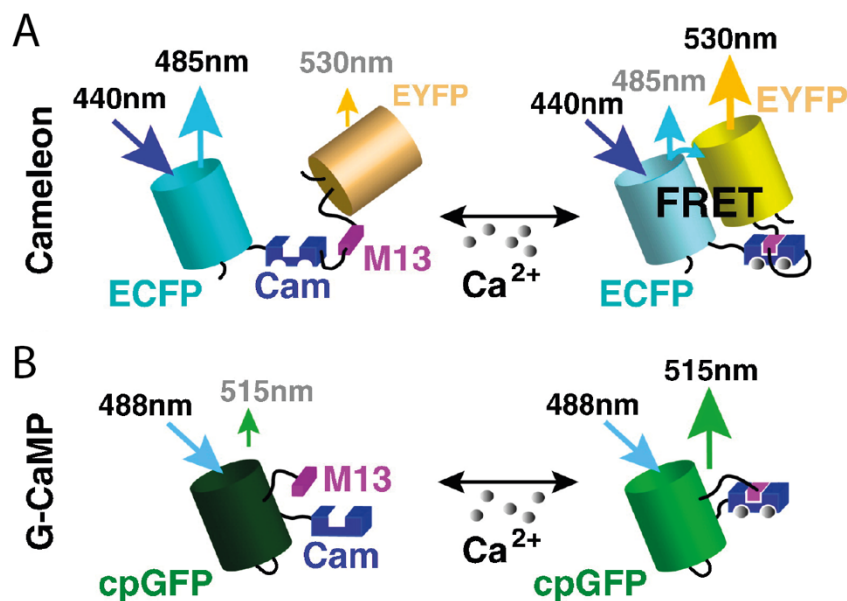 A
Cameleon
440nm
485nm
530nm
EYFP
ECFP
Cam
M13
Ca2+
440nm
485nm
530nm
EYFP
FRET
ECFP
B
G-CaMP
488nm
515nm
M13
Cam
cpGFP
Ca2+
488nm
515nm
cpGFP